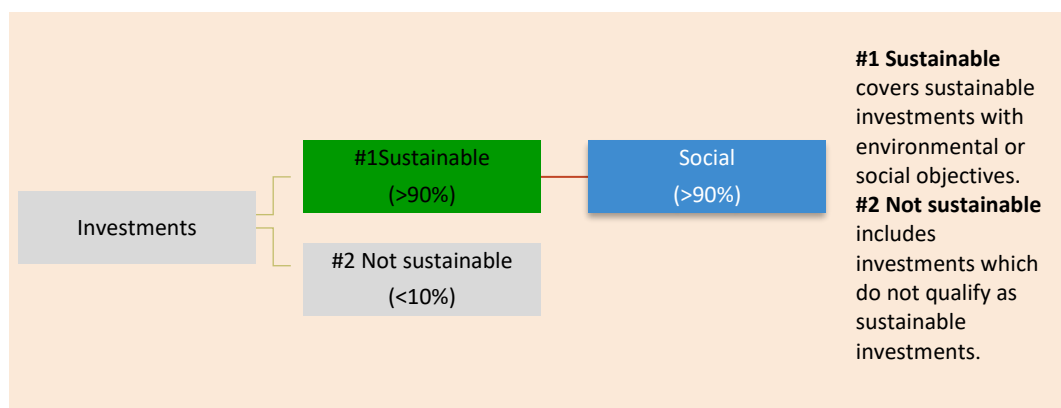 Investments
#1Sustainable
(>90%)
Social
(>90%)
#2 Not sustainable
(<10%)
#1 Sustainable
covers sustainable
investments with
environmental or
social objectives.
#2 Not sustainable
includes
investments which
do not qualify as
sustainable
investments.